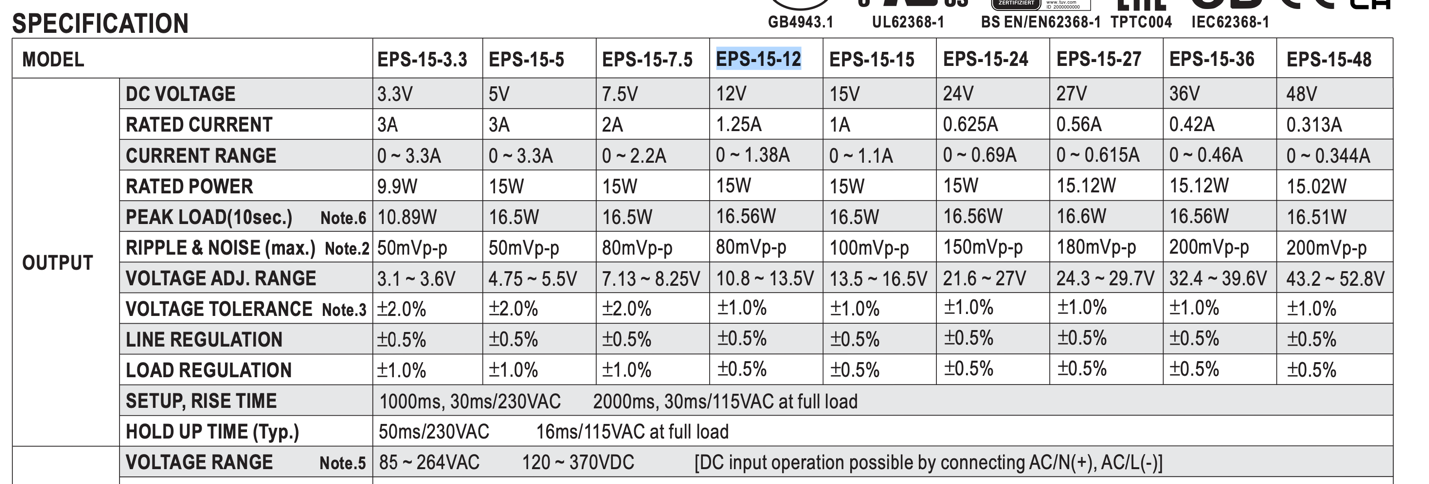 SPECIFICATION
GB4943.1 UL62368-1 BS EN/EN62368-1 TPTC004 IEC62368-1
MODEL EPS-15-3.3 EPS-15-5 EPS-15-7.5 EPS-15-12 EPS-15-15 EPS-15-24 EPS-15-27 EPS-15-36 EPS-15-48
OUTPUT
DC VOLTAGE 3.3V 5V 7.5V 12V 15V 24V 27V 36V 48V
RATED CURRENT 3A 3A 2A 1.25A 1A 0.625A 0.56A 0.42A 0.313A
CURRENT RANGE 0 ~ 3.3A 0 ~ 3.3A 0 ~ 2.2A 0 ~ 1.38A 0 ~ 1.1A 0 ~ 0.69A 0 ~ 0.615A 0 ~ 0.46A 0 ~ 0.344A
RATED POWER 9.9W 15W 15W 15W 15W 15W 15.12W 15.12W 15.02W
PEAK LOAD(10sec.) Note.6 10.89W 16.5W 16.5W 16.56W 16.5W 16.56W 16.6W 16.56W 16.51W
RIPPLE & NOISE (max.) Note.2 50mVp-p 50mVp-p 80mVp-p 80mVp-p 100mVp-p 150mVp-p 180mVp-p 200mVp-p 200mVp-p
VOLTAGE ADJ. RANGE 3.1 ~ 3.6V 4.75 ~ 5.5V 7.13 ~ 8.25V 10.8 ~ 13.5V 13.5 ~ 16.5V 21.6 ~ 27V 24.3 ~ 29.7V 32.4 ~ 39.6V 43.2 ~ 52.8V
VOLTAGE TOLERANCE Note.3 ±2.0% ±2.0% ±2.0% ±1.0% ±1.0% ±1.0% ±1.0% ±1.0% ±1.0%
LINE REGULATION ±0.5% ±0.5% ±0.5% ±0.5% ±0.5% ±0.5% ±0.5% ±0.5% ±0.5%
LOAD REGULATION ±1.0% ±1.0% ±1.0% ±0.5% ±0.5% ±0.5% ±0.5% ±0.5% ±0.5%
SETUP, RISE TIME 1000ms, 30ms/230VAC 2000ms, 30ms/115VAC at full load
HOLD UP TIME (Typ.) 50ms/230VAC 16ms/115VAC at full load
VOLTAGE RANGE Note.5 85 ~ 264VAC 120 ~ 370VDC [DC input operation possible by connecting AC/N(+), AC/L(-)]